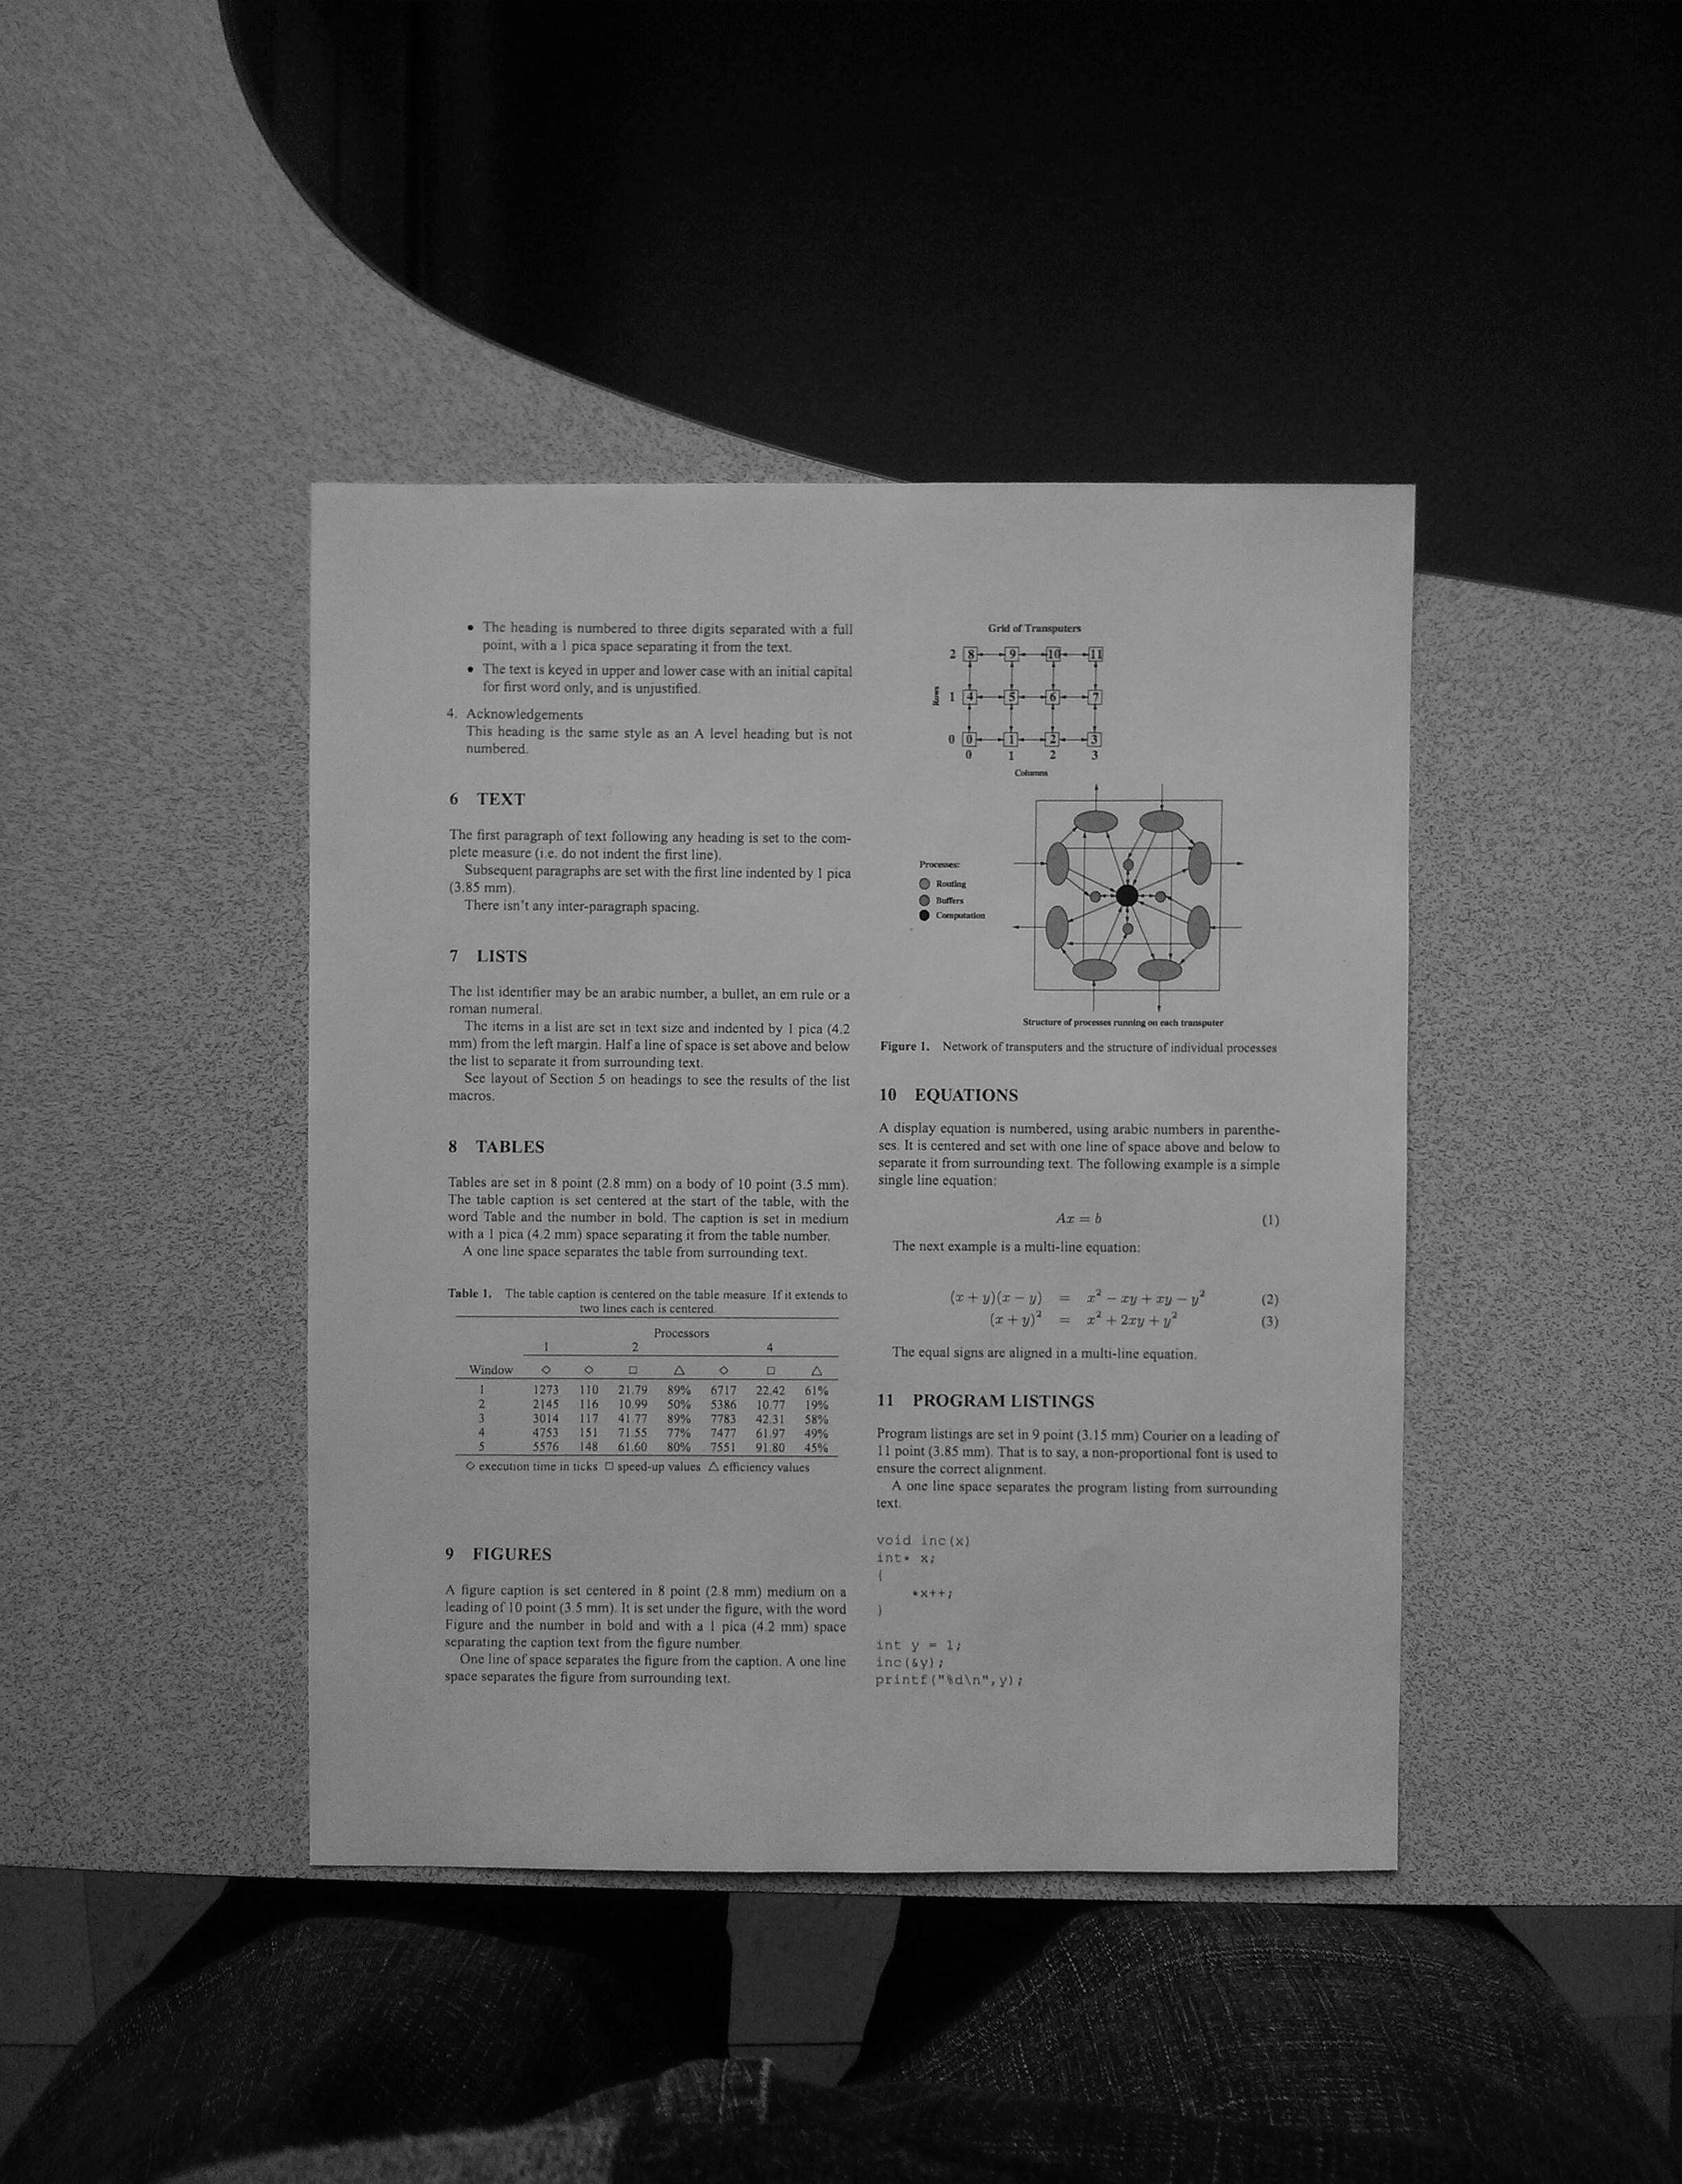 • The heading is numbered to three digits separated with a full
point, with a 1 pica space separating it from the text.
• The text is keyed in upper and lower case with an initial capital
for first word only, and is unjustified.
4. Acknowledgements
This heading is the same style as an A level heading but is not
numbered.
6 TEXT
The first paragraph of text following any heading is set to the com-
plete measure (i.e. do not indent the first line).
Subsequent paragraphs are set with the first line indented by 1 pica
(3.85 mm).
There isn't any inter-paragraph spacing.
7 LISTS
The list identifier may be an arabic number, a bullet, an em rule or a
roman numeral.
The items in a list are set in text size and indented by 1 pica (4.2
mm) from the left margin. Half a line of space is set above and below
the list to separate it from surrounding text.
See layout of Section 5 on headings to see the results of the list
macros.
8 TABLES
Tables are set in 8 point (2.8 mm) on a body of 10 point (3.5 mm).
The table caption is set centered at the start of the table, with the
word Table and the number in bold. The caption is set in medium
with a 1 pica (4.2 mm) space separating it from the table number.
A one line space separates the table from surrounding text.
Table 1. The table caption is centered on the table measure. If it extends to
two lines each is centered.
Processors
1 2 4
Window ◇ ◇ □ △ ◇ □ △
1 1273 110 21.79 89% 6717 22.42 61%
2 2145 116 10.99 50% 5386 10.77 19%
3 3014 117 41.77 89% 7783 42.31 58%
4 4753 151 71.55 77% 7477 61.97 49%
5 5576 148 61.60 80% 7551 91.80 45%
◇ execution time in ticks □ speed-up values △ efficiency values
9 FIGURES
A figure caption is set centered in 8 point (2.8 mm) medium on a
leading of 10 point (3.5 mm). It is set under the figure, with the word
Figure and the number in bold and with a 1 pica (4.2 mm) space
separating the caption text from the figure number.
One line of space separates the figure from the caption. A one line
space separates the figure from surrounding text.
Grid of Transputers
2 8 9 10 11
Rows
1 4 5 6 7
0 0 1 2 3
0 1 2 3
Columns
Processes:
Routing
Buffers
Computation
Structure of processes running on each transputer
Figure 1. Network of transputers and the structure of individual processes
10 EQUATIONS
A display equation is numbered, using arabic numbers in parenthe-
ses. It is centered and set with one line of space above and below to
separate it from surrounding text. The following example is a simple
single line equation:
Ax = b (1)
The next example is a multi-line equation:
(x + y)(x − y) = x² − xy + xy − y² (2)
(x + y)² = x² + 2xy + y² (3)
The equal signs are aligned in a multi-line equation.
11 PROGRAM LISTINGS
Program listings are set in 9 point (3.15 mm) Courier on a leading of
11 point (3.85 mm). That is to say, a non-proportional font is used to
ensure the correct alignment.
A one line space separates the program listing from surrounding
text.
void inc(x)
int* x;
{
*x++;
}
int y = 1;
inc(&y);
printf("%d\n",y);